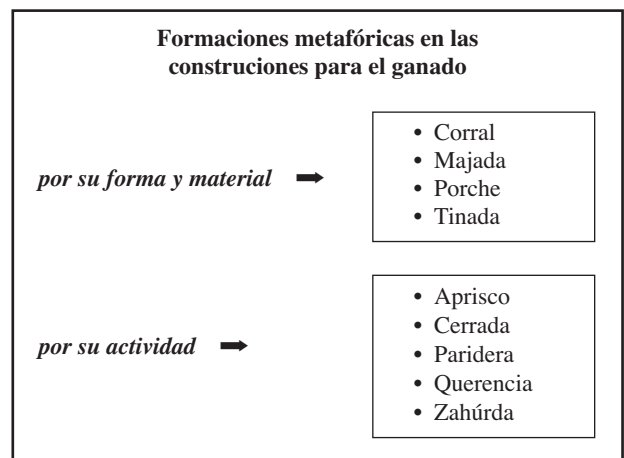 Formaciones metafóricas en las
construciones para el ganado
por su forma y material ➡
• Corral
• Majada
• Porche
• Tinada
por su actividad ➡
• Aprisco
• Cerrada
• Paridera
• Querencia
• Zahúrda